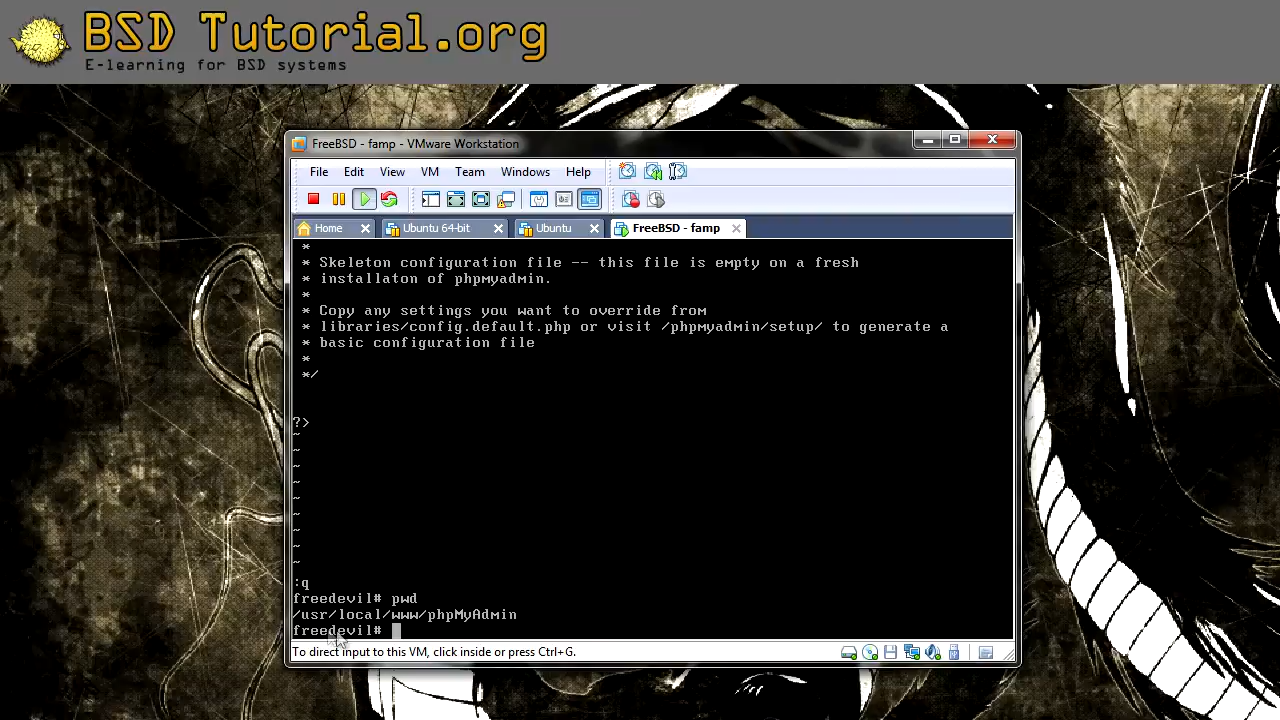 BSD Tutorial.org
E-learning for BSD systems
FreeBSD - famp - VMware Workstation
File Edit View VM Team Windows Help
Home Ubuntu 64-bit Ubuntu FreeBSD - famp
*
* Skeleton configuration file -- this file is empty on a fresh
* installaton of phpmyadmin.
*
* Copy any settings you want to override from
* libraries/config.default.php or visit /phpmyadmin/setup/ to generate a
* basic configuration file
*
*/
?>
~
~
~
~
~
~
~
~
~
:q
freedevil# pwd
/usr/local/www/phpMyAdmin
freedevil#
To direct input to this VM, click inside or press Ctrl+G.